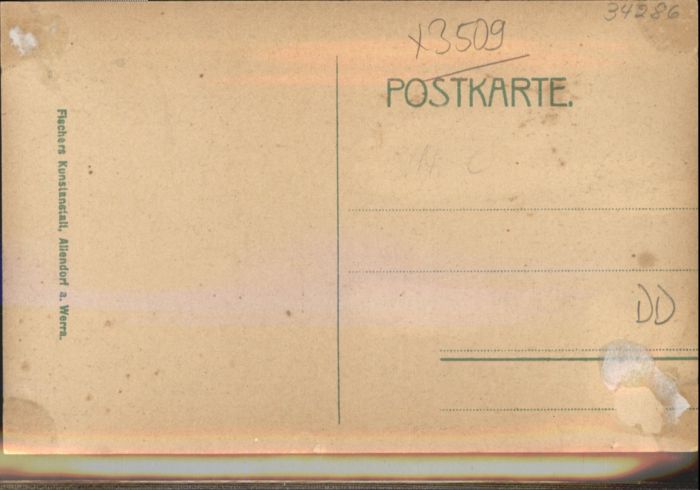 34286
x3509
POSTKARTE.
DD
Fischers Kunstanstalt, Allendorf a. Werra.